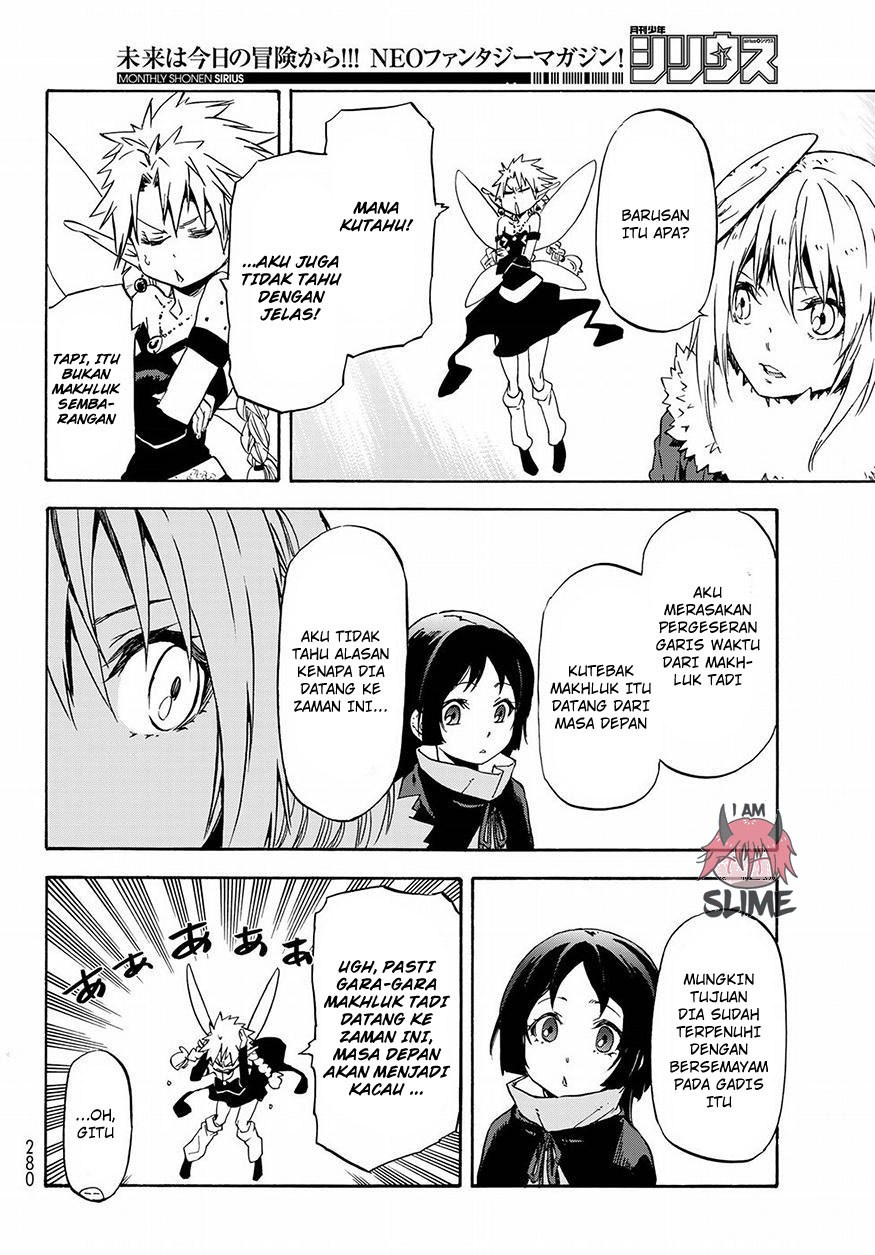 未来は今日の冒険から!!! NEOファンタジーマガジン!
月刊少年
シリウス
MONTHLY SHONEN SIRIUS
BARUSAN
ITU APA?
MANA
KUTAHU!
...AKU JUGA
TIDAK TAHU
DENGAN
JELAS!
TAPI, ITU
BUKAN
MAKHLUK
SEMBA-
RANGAN
AKU
MERASAKAN
PERGESERAN
GARIS WAKTU
DARI MAKH-
LUK TADI
KUTEBAK
MAKHLUK ITU
DATANG DARI
MASA DEPAN
AKU TIDAK
TAHU ALASAN
KENAPA DIA
DATANG KE
ZAMAN INI...
I AM
SLIME
MUNGKIN
TUJUAN
DIA SUDAH
TERPENUHI
DENGAN
BERSEMAYAM
PADA GADIS
ITU
UGH, PASTI
GARA-GARA
MAKHLUK TADI
DATANG KE
ZAMAN INI,
MASA DEPAN
AKAN MENJADI
KACAU ...
あああああ
...OH,
GITU
280